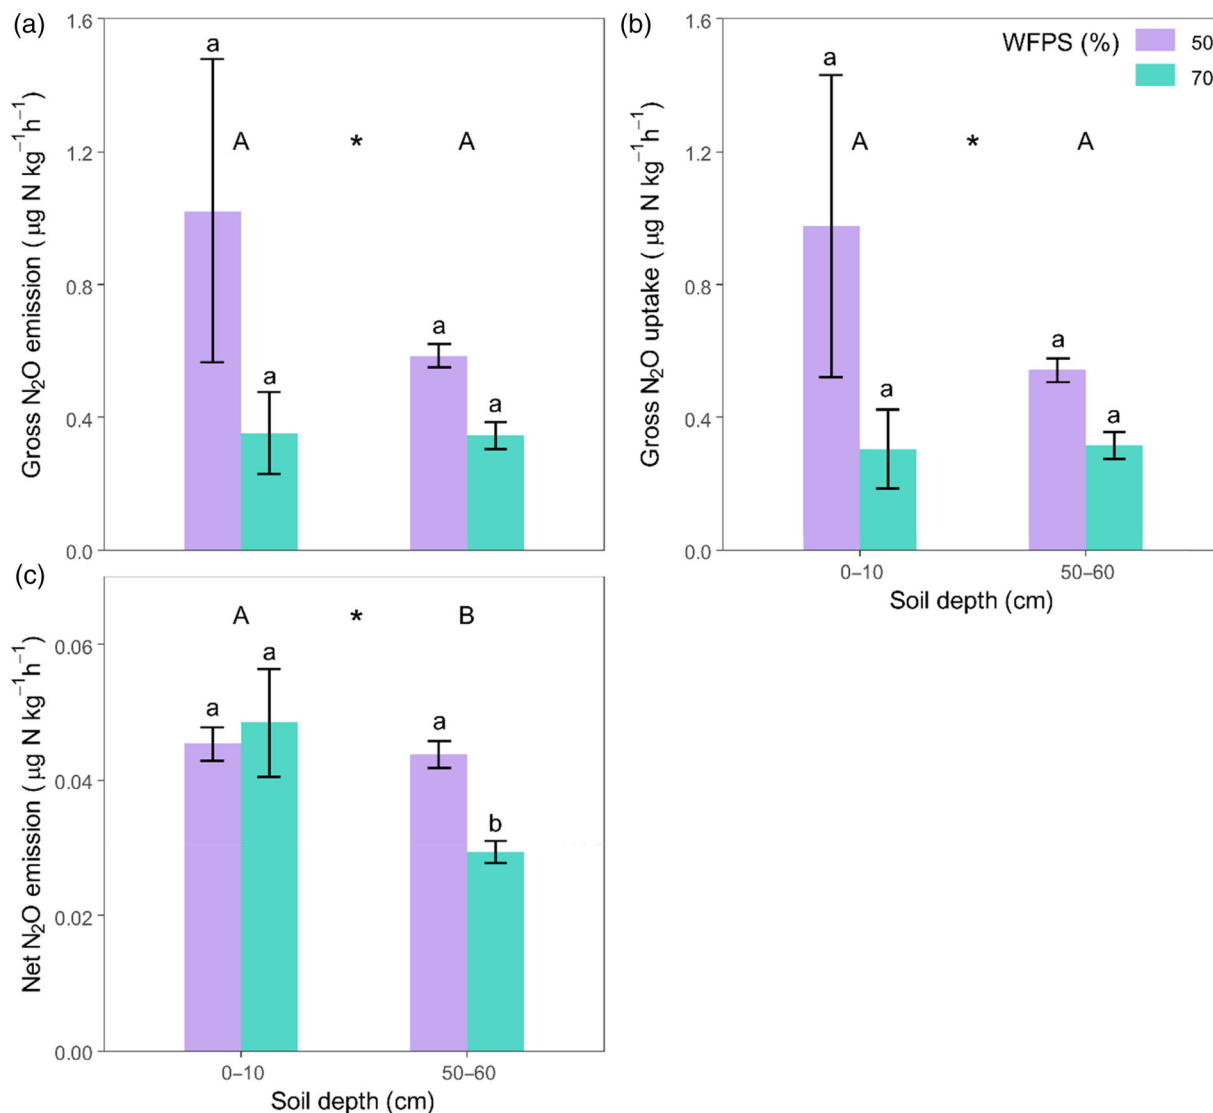 (a)
Gross N₂O emission ( µg N kg⁻¹h⁻¹)
1.6
1.2
0.8
0.4
0.0
a
A * A
a
a
a
(b)
Gross N₂O uptake ( µg N kg⁻¹h⁻¹)
1.6
1.2
0.8
0.4
0.0
WFPS (%) 50
70
a
A * A
a
a
a
0–10 50–60
Soil depth (cm)
(c)
Net N₂O emission ( µg N kg⁻¹h⁻¹)
0.06
0.04
0.02
0.00
A * B
a
a
a
b
0–10 50–60
Soil depth (cm)